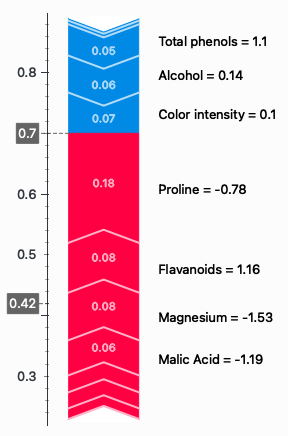 0.05
Total phenols = 1.1
0.8
0.06
Alcohol = 0.14
0.07
Color intensity = 0.1
0.7
0.18
Proline = -0.78
0.6
0.5
0.08
Flavanoids = 1.16
0.42
0.08
Magnesium = -1.53
0.06
Malic Acid = -1.19
0.3